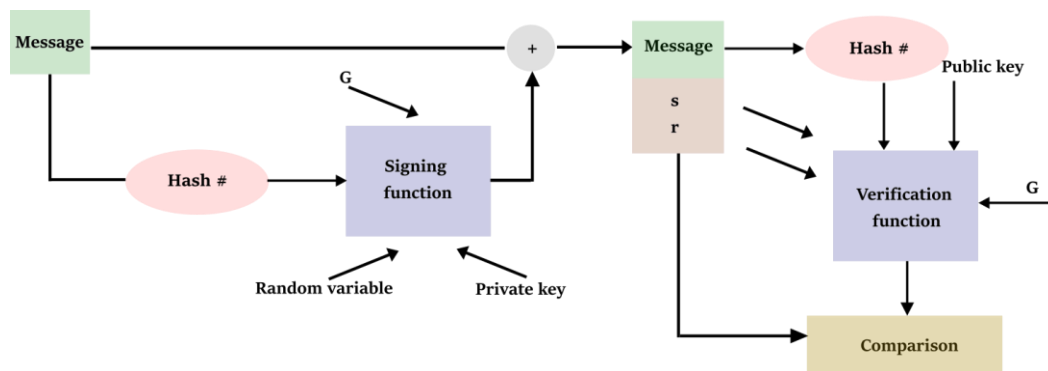 Message
+
Message
Hash #
Public key
G
s
r
Signing
function
Hash #
Verification
function
G
Random variable
Private key
Comparison